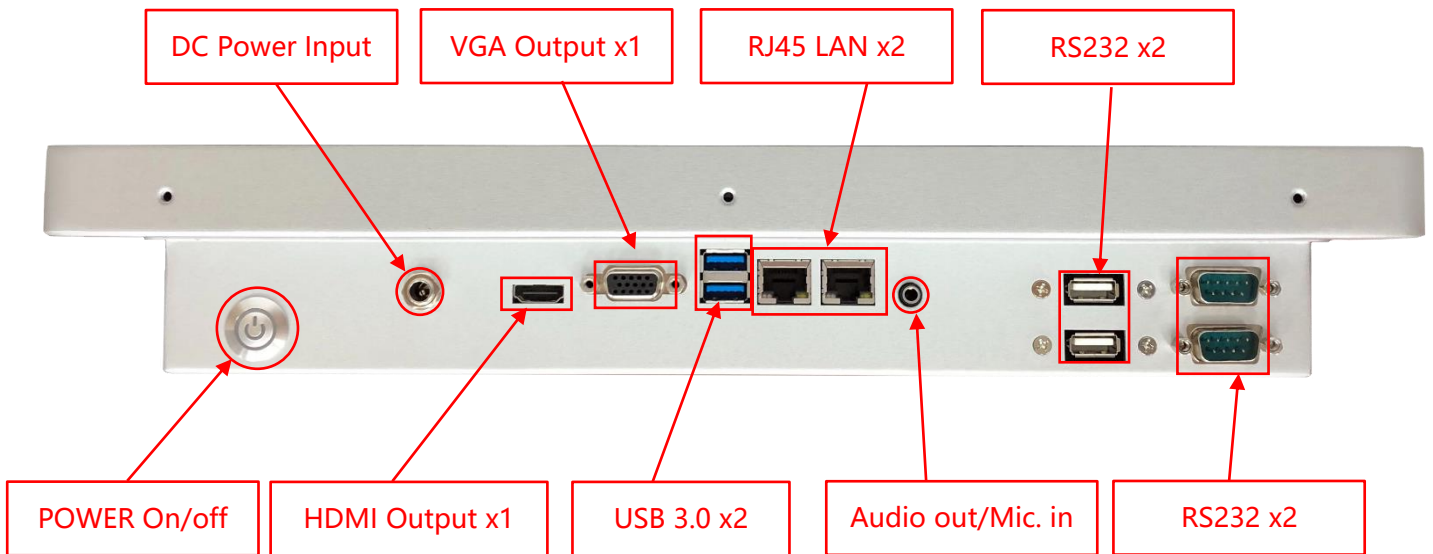 DC Power Input
VGA Output x1
RJ45 LAN x2
RS232 x2
POWER On/off
HDMI Output x1
USB 3.0 x2
Audio out/Mic. in
RS232 x2